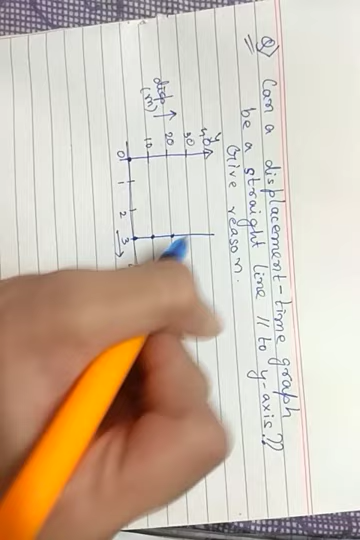 Q) Can a displacement-time graph
be a straight line || to y-axis??
Give reason.
disp ↑
(m)
y
40
30
20
10
0 1 2 3